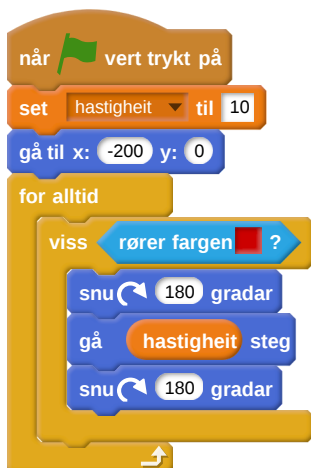 når vert trykt på
set hastigheit til 10
gå til x: -200 y: 0
for alltid
viss rører fargen ?
snu 180 gradar
gå hastigheit steg
snu 180 gradar